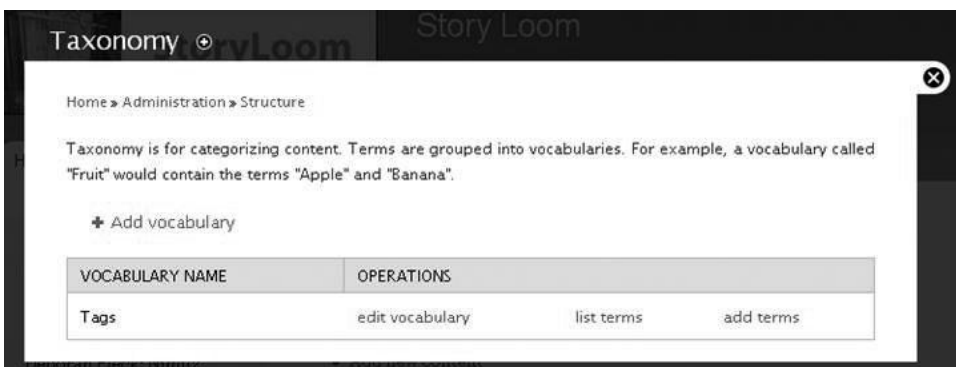 Story Loom
StoryLoom
Taxonomy
Home » Administration » Structure
Taxonomy is for categorizing content. Terms are grouped into vocabularies. For example, a vocabulary called
"Fruit" would contain the terms "Apple" and "Banana".
+ Add vocabulary
VOCABULARY NAME OPERATIONS
Tags edit vocabulary list terms add terms